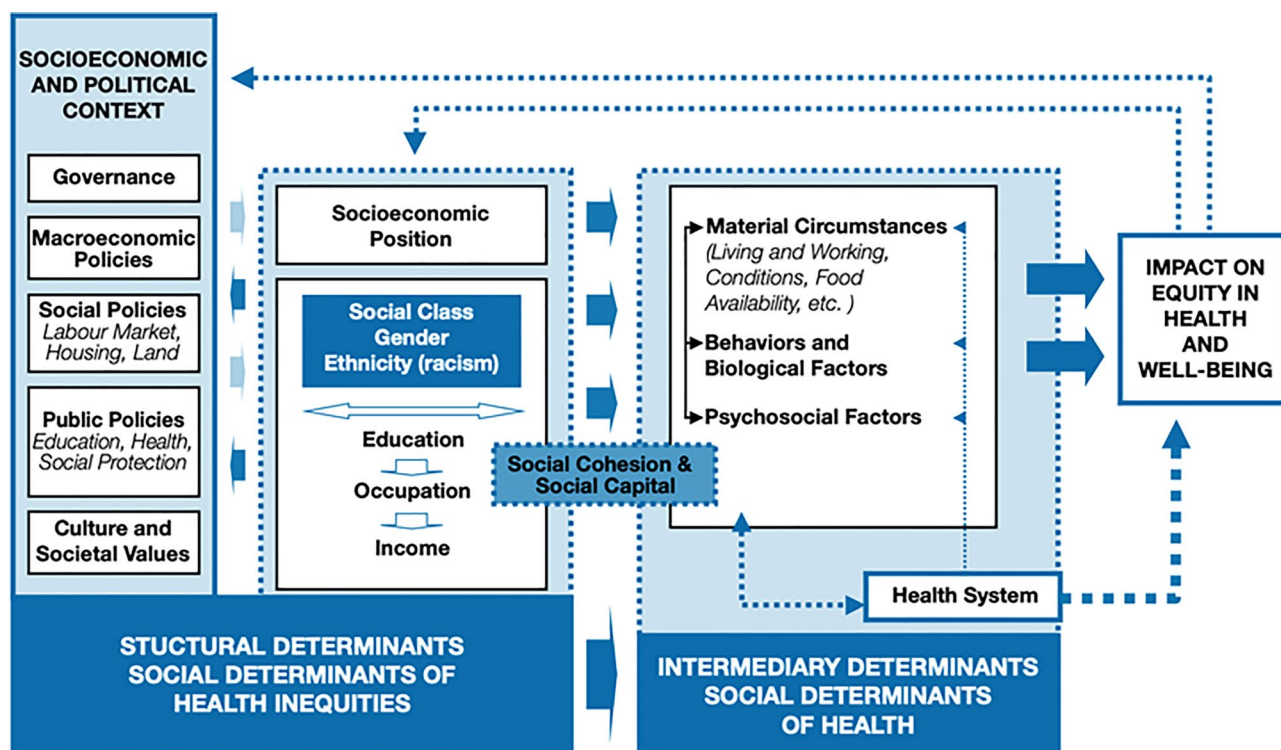 SOCIOECONOMIC
AND POLITICAL
CONTEXT
Governance
Macroeconomic
Policies
Social Policies
Labour Market,
Housing, Land
Public Policies
Education, Health,
Social Protection
Culture and
Societal Values
Socioeconomic
Position
Social Class
Gender
Ethnicity (racism)
Education
Occupation
Income
Social Cohesion &
Social Capital
Material Circumstances
(Living and Working,
Conditions, Food
Availability, etc. )
Behaviors and
Biological Factors
Psychosocial Factors
Health System
IMPACT ON
EQUITY IN
HEALTH
AND
WELL-BEING
STUCTURAL DETERMINANTS
SOCIAL DETERMINANTS OF
HEALTH INEQUITIES
INTERMEDIARY DETERMINANTS
SOCIAL DETERMINANTS
OF HEALTH